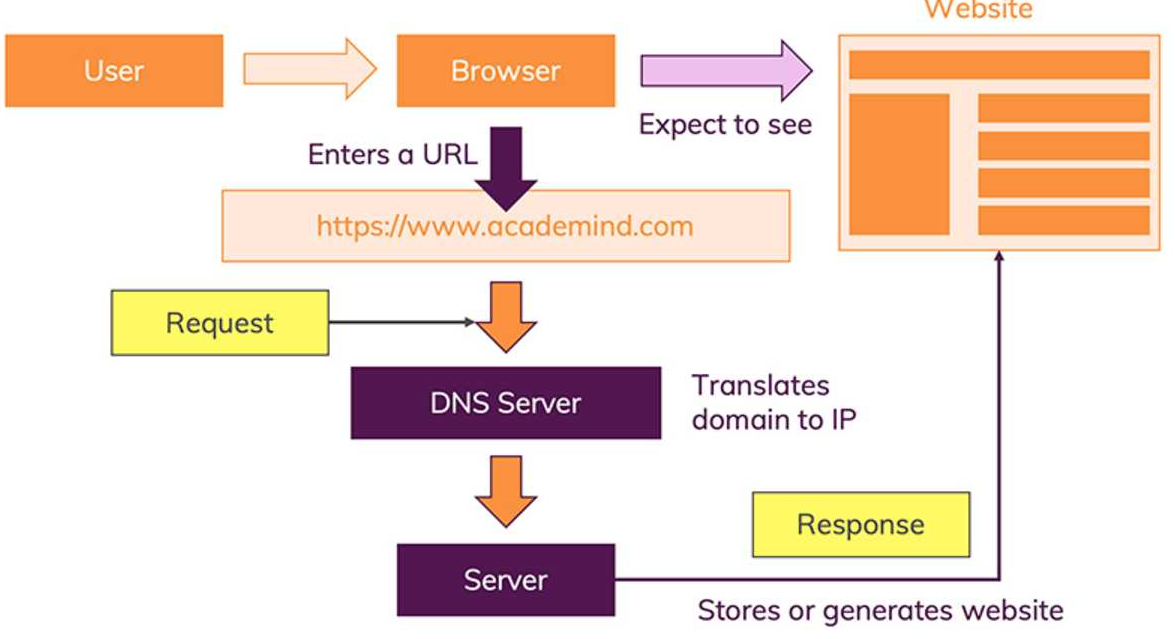 Website
User
Browser
Expect to see
Enters a URL
https://www.academind.com
Request
DNS Server
Translates
domain to IP
Response
Server
Stores or generates website